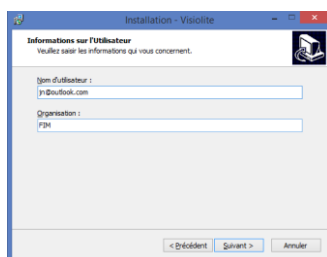 Installation - Visiolite
Informations sur l'Utilisateur
Veuillez saisir les informations qui vous concernent.
Nom d'utilisateur :
jn@outlook.com
Organisation :
FIM
< Précédent
Suivant >
Annuler